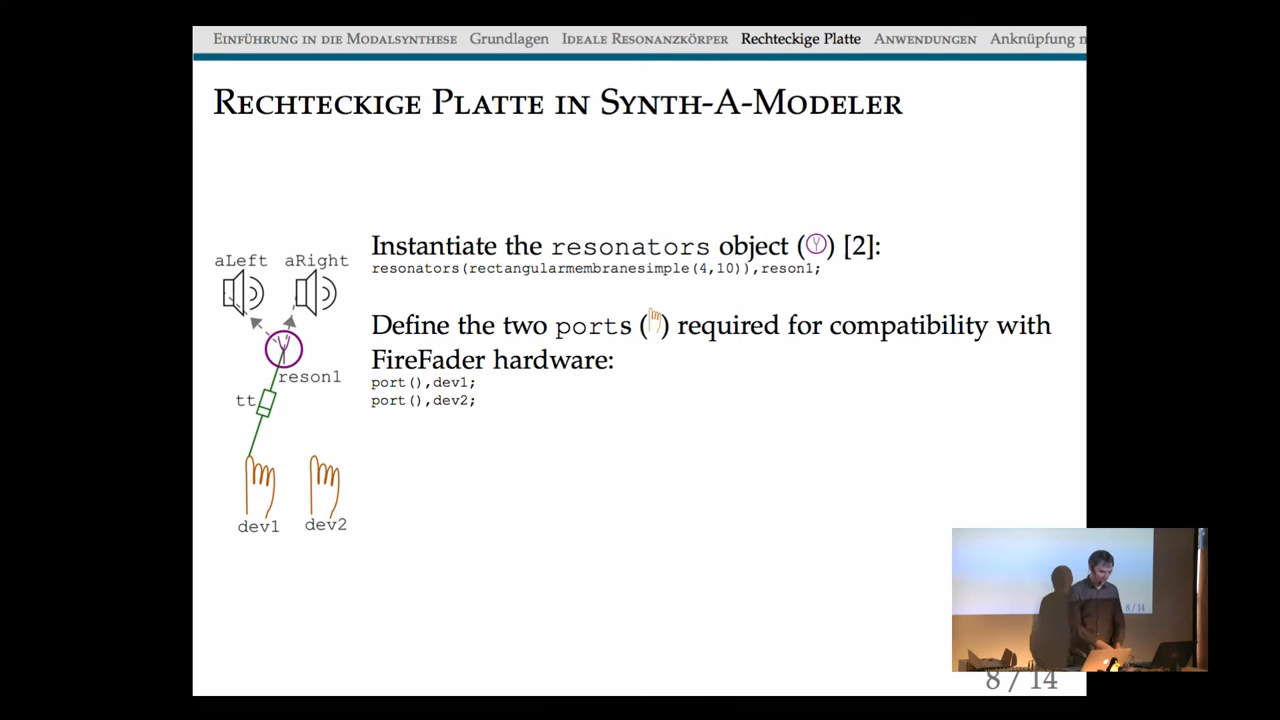 Einführung in die Modalsynthese Grundlagen Ideale Resonanzkörper Rechteckige Platte Anwendungen Anknüpfung n
Rechteckige Platte in Synth-A-Modeler
Instantiate the resonators object (Y) [2]:
resonators(rectangularmembranesimple(4,10)),reson1;
Define the two ports ( ) required for compatibility with
FireFader hardware:
port(),dev1;
port(),dev2;
aLeft aRight
reson1
tt
dev1 dev2
8/14
8 / 14